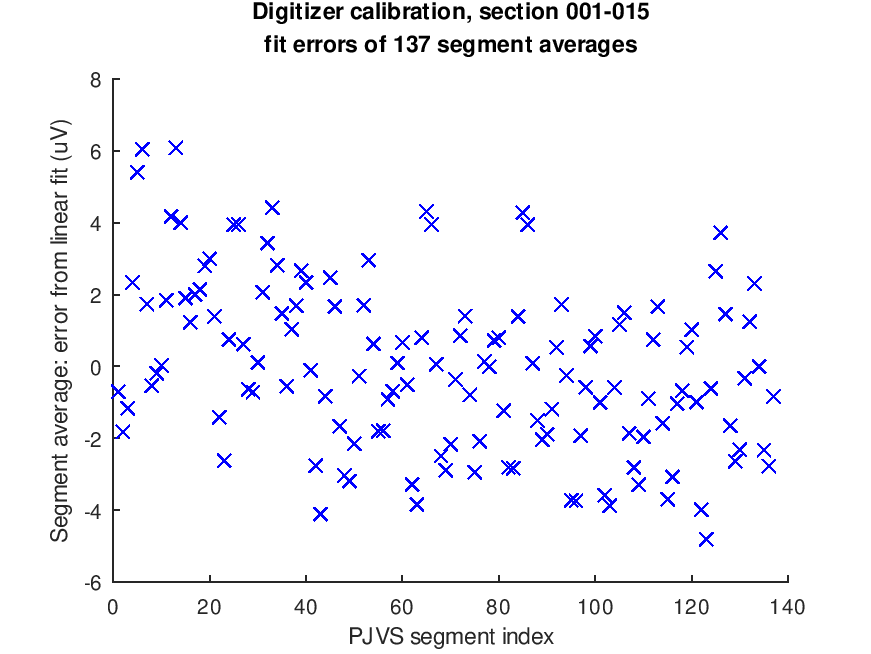 Digitizer calibration, section 001-015
fit errors of 137 segment averages
Segment average: error from linear fit (uV)
8
6
4
2
0
-2
-4
-6
0 20 40 60 80 100 120 140
PJVS segment index